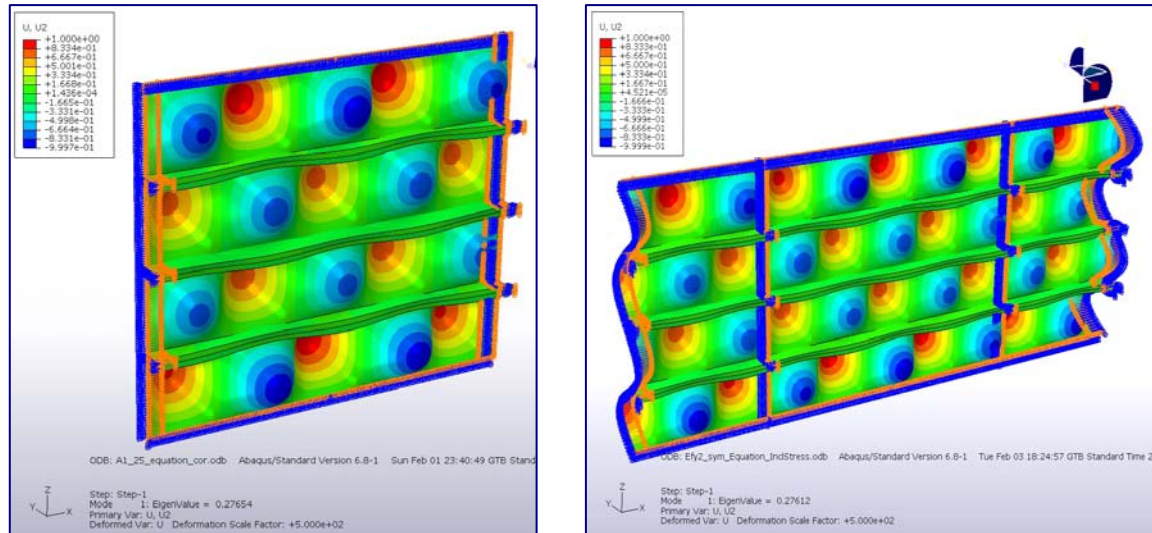 U, U2
+1.000e+00
+8.334e-01
+6.667e-01
+5.001e-01
+3.334e-01
+1.668e-01
+1.436e-04
-1.665e-01
-3.331e-01
-4.998e-01
-6.664e-01
-8.331e-01
-9.997e-01
ODB: A1_25_equation_cor.odb Abaqus/Standard Version 6.8-1 Sun Feb 01 23:40:49 GTB Stand
Z
Y
X
Step: Step-1
Mode 1: EigenValue = 0.27654
Primary Var: U, U2
Deformed Var: U Deformation Scale Factor: +5.000e+02
U, U2
+1.000e+00
+8.333e-01
+6.667e-01
+5.000e-01
+3.334e-01
+1.667e-01
+4.521e-05
-1.666e-01
-3.333e-01
-4.999e-01
-6.666e-01
-8.333e-01
-9.999e-01
ODB: Efy2_sym_Equation_InclStress.odb Abaqus/Standard Version 6.8-1 Tue Feb 03 18:24:57 GTB Standard Time 2
Z
Y
X
Step: Step-1
Mode 1: EigenValue = 0.27612
Primary Var: U, U2
Deformed Var: U Deformation Scale Factor: +5.000e+02